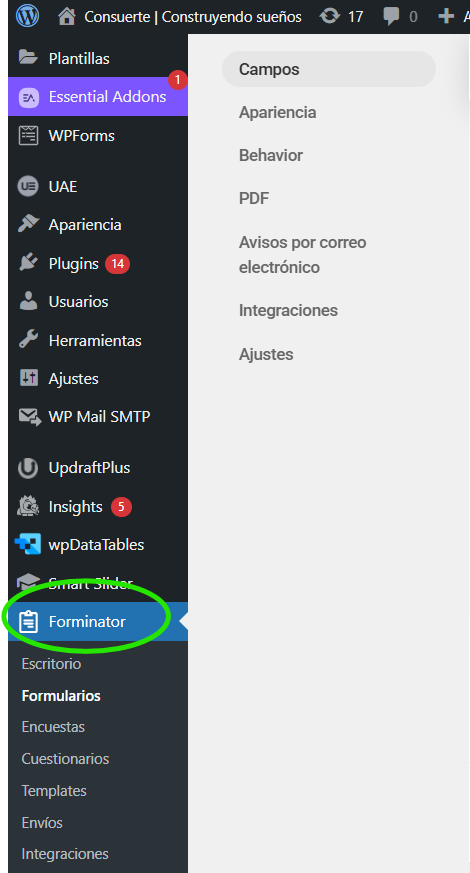 Consuerte | Construyendo sueños 17 0
Plantillas
Essential Addons 1
WPForms
UAE
Apariencia
Plugins 14
Usuarios
Herramientas
Ajustes
WP Mail SMTP
UpdraftPlus
Insights 5
wpDataTables
Smart Slider
Forminator
Escritorio
Formularios
Encuestas
Cuestionarios
Templates
Envíos
Integraciones
Campos
Apariencia
Behavior
PDF
Avisos por correo
electrónico
Integraciones
Ajustes